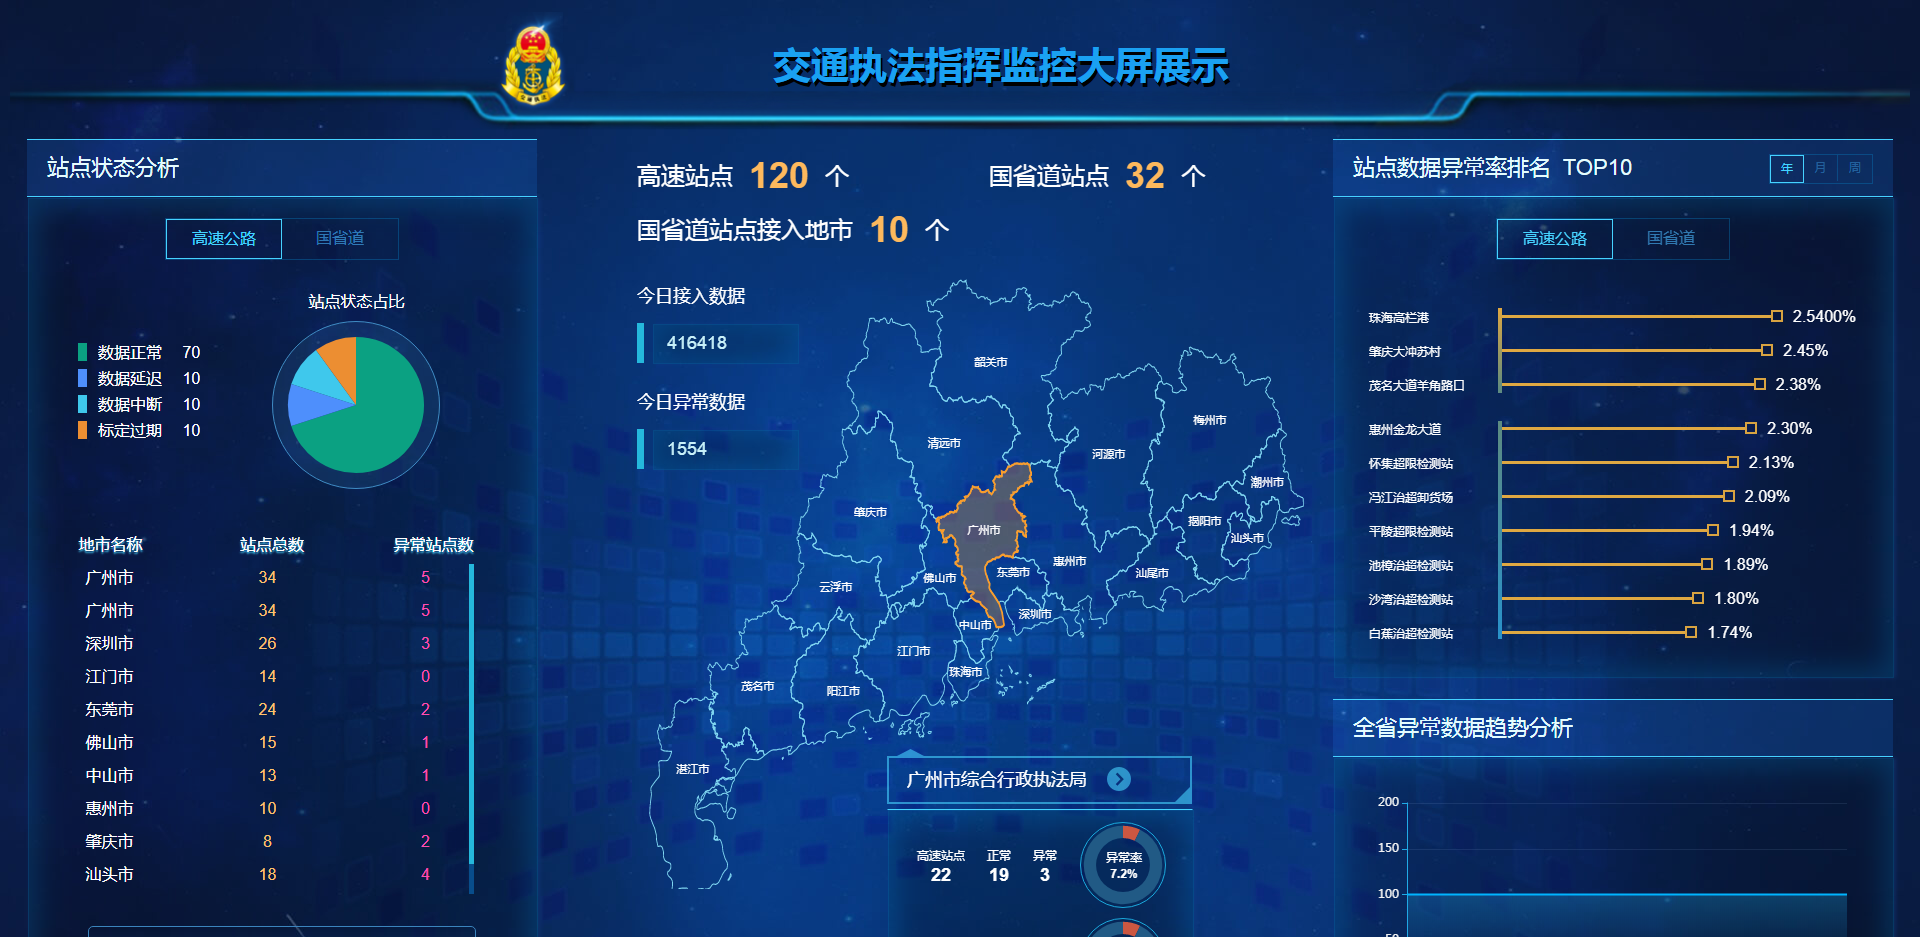 交通执法指挥监控大屏展示
站点状态分析
高速公路 国省道
站点状态占比
数据正常 70
数据延迟 10
数据中断 10
标定过期 10
地市名称 站点总数 异常站点数
广州市 34 5
广州市 34 5
深圳市 26 3
江门市 14 0
东莞市 24 2
佛山市 15 1
中山市 13 1
惠州市 10 0
肇庆市 8 2
汕头市 18 4
高速站点 120 个
国省道站点 32 个
国省道站点接入地市 10 个
今日接入数据
416418
今日异常数据
1554
韶关市
梅州市
清远市
河源市
潮州市
肇庆市
揭阳市
广州市
汕头市
惠州市
东莞市
汕尾市
佛山市
云浮市
深圳市
中山市
江门市
珠海市
茂名市
阳江市
湛江市
广州市综合行政执法局
高速站点 正常 异常
22 19 3
异常率
7.2%
站点数据异常率排名 TOP10
年 月 周
高速公路 国省道
珠海高栏港 2.5400%
肇庆大冲苏村 2.45%
茂名大道羊角路口 2.38%
惠州金龙大道 2.30%
怀集超限检测站 2.13%
冯江治超卸货场 2.09%
平陵超限检测站 1.94%
池樟治超检测站 1.89%
沙湾治超检测站 1.80%
白蕉治超检测站 1.74%
全省异常数据趋势分析
200
150
100
50